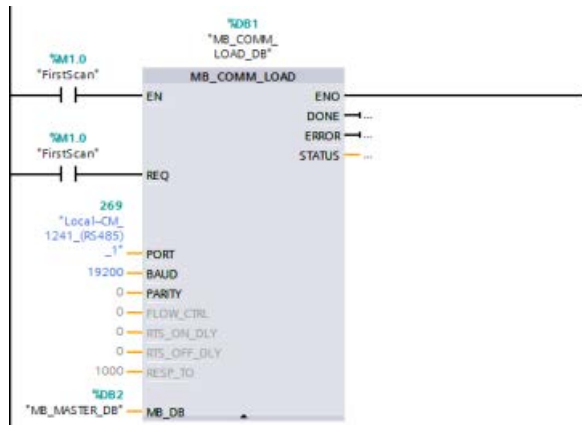 %DB1
"MB_COMM_
LOAD_DB"
%M1.0
"FirstScan"
MB_COMM_LOAD
EN
ENO
DONE
...
%M1.0
"FirstScan"
ERROR
...
STATUS
...
REQ
269
"Local~CM_
1241_(RS485)
_1"
PORT
19200
BAUD
0
PARITY
0
FLOW_CTRL
0
RTS_ON_DLY
0
RTS_OFF_DLY
1000
RESP_TO
%DB2
"MB_MASTER_DB"
MB_DB